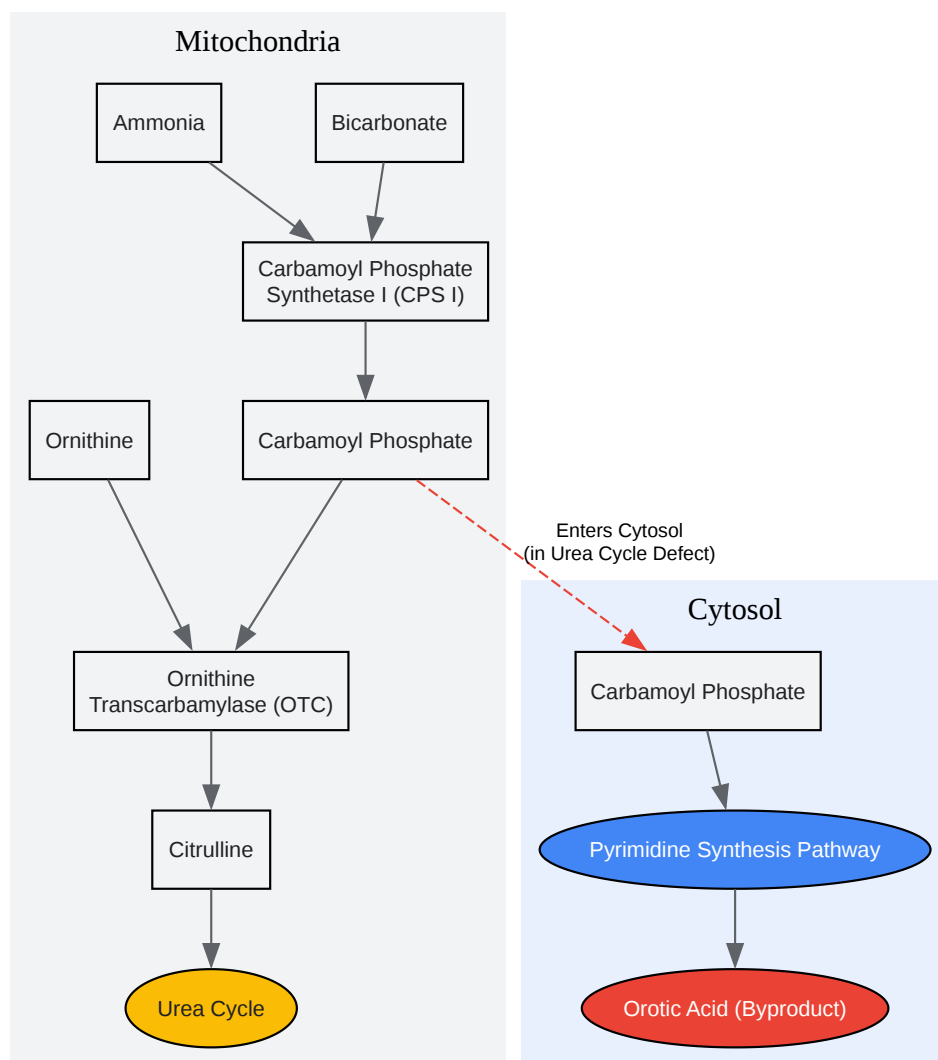 Mitochondria
Ammonia
Bicarbonate
Carbamoyl Phosphate
Synthetase I (CPS I)
Ornithine
Carbamoyl Phosphate
Enters Cytosol
(in Urea Cycle Defect)
Cytosol
Ornithine
Transcarbamylase (OTC)
Carbamoyl Phosphate
Citrulline
Pyrimidine Synthesis Pathway
Urea Cycle
Orotic Acid (Byproduct)